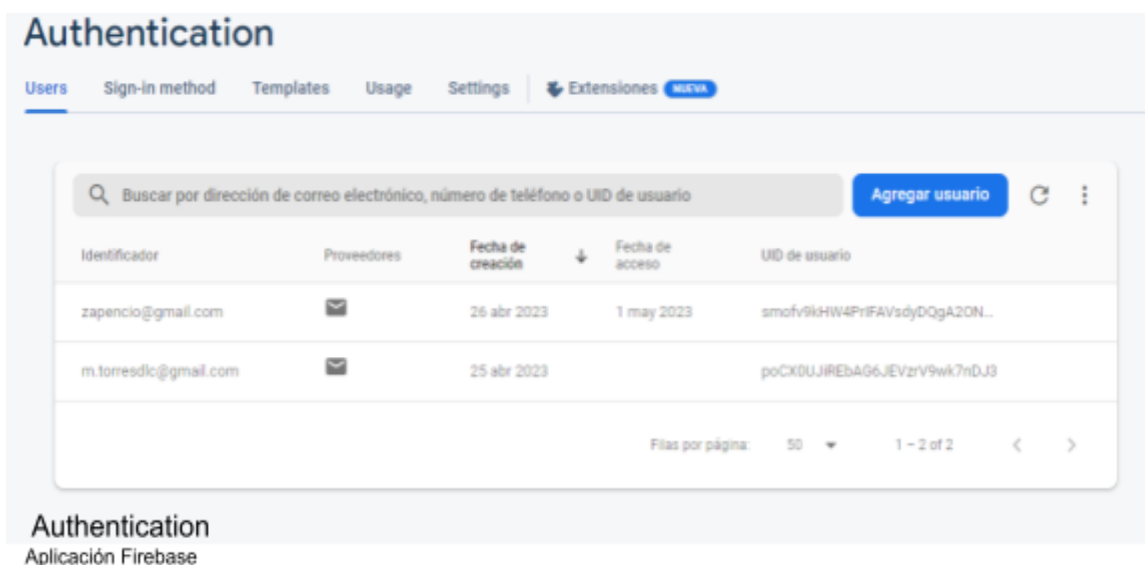 Authentication
Users Sign-in method Templates Usage Settings Extensiones NUEVA
Buscar por dirección de correo electrónico, número de teléfono o UID de usuario Agregar usuario
Identificador Proveedores Fecha de creación Fecha de acceso UID de usuario
zapencio@gmail.com 26 abr 2023 1 may 2023
m.torresdlc@gmail.com 25 abr 2023
Filas por página: 50 1 – 2 of 2
Authentication
Aplicación Firebase